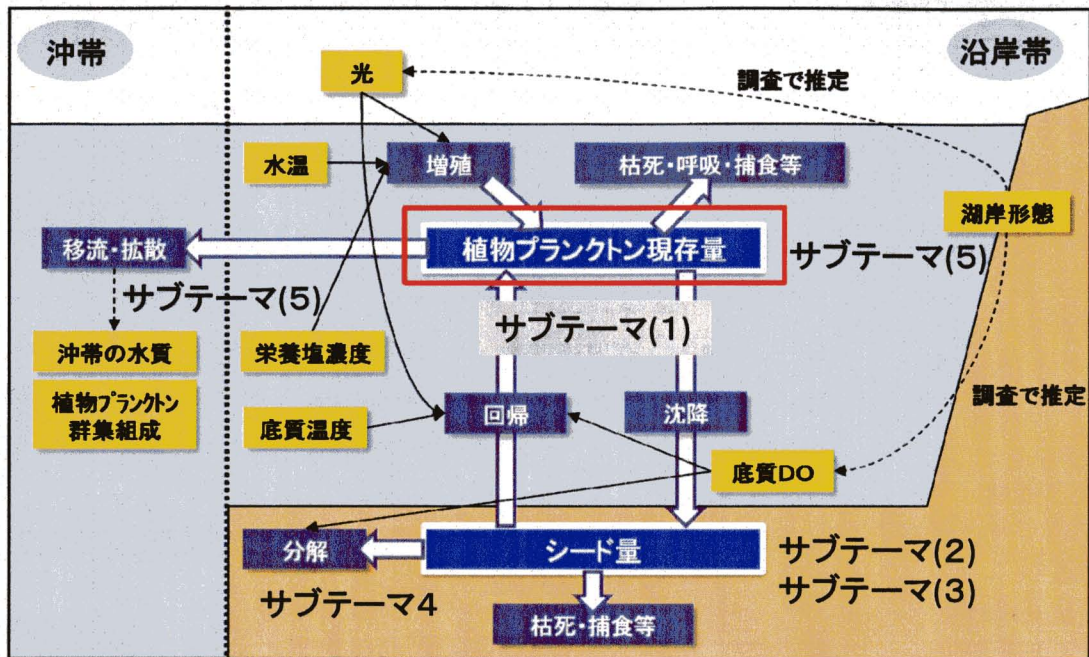 沖帯
沿岸帯
光
調査で推定
水温
増殖
枯死・呼吸・捕食等
湖岸形態
移流・拡散
植物プランクトン現存量
サブテーマ(5)
サブテーマ(5)
サブテーマ(1)
沖帯の水質
栄養塩濃度
植物プランクトン
群集組成
調査で推定
底質温度
回帰
沈降
底質DO
分解
シード量
サブテーマ(2)
サブテーマ(3)
サブテーマ4
枯死・捕食等